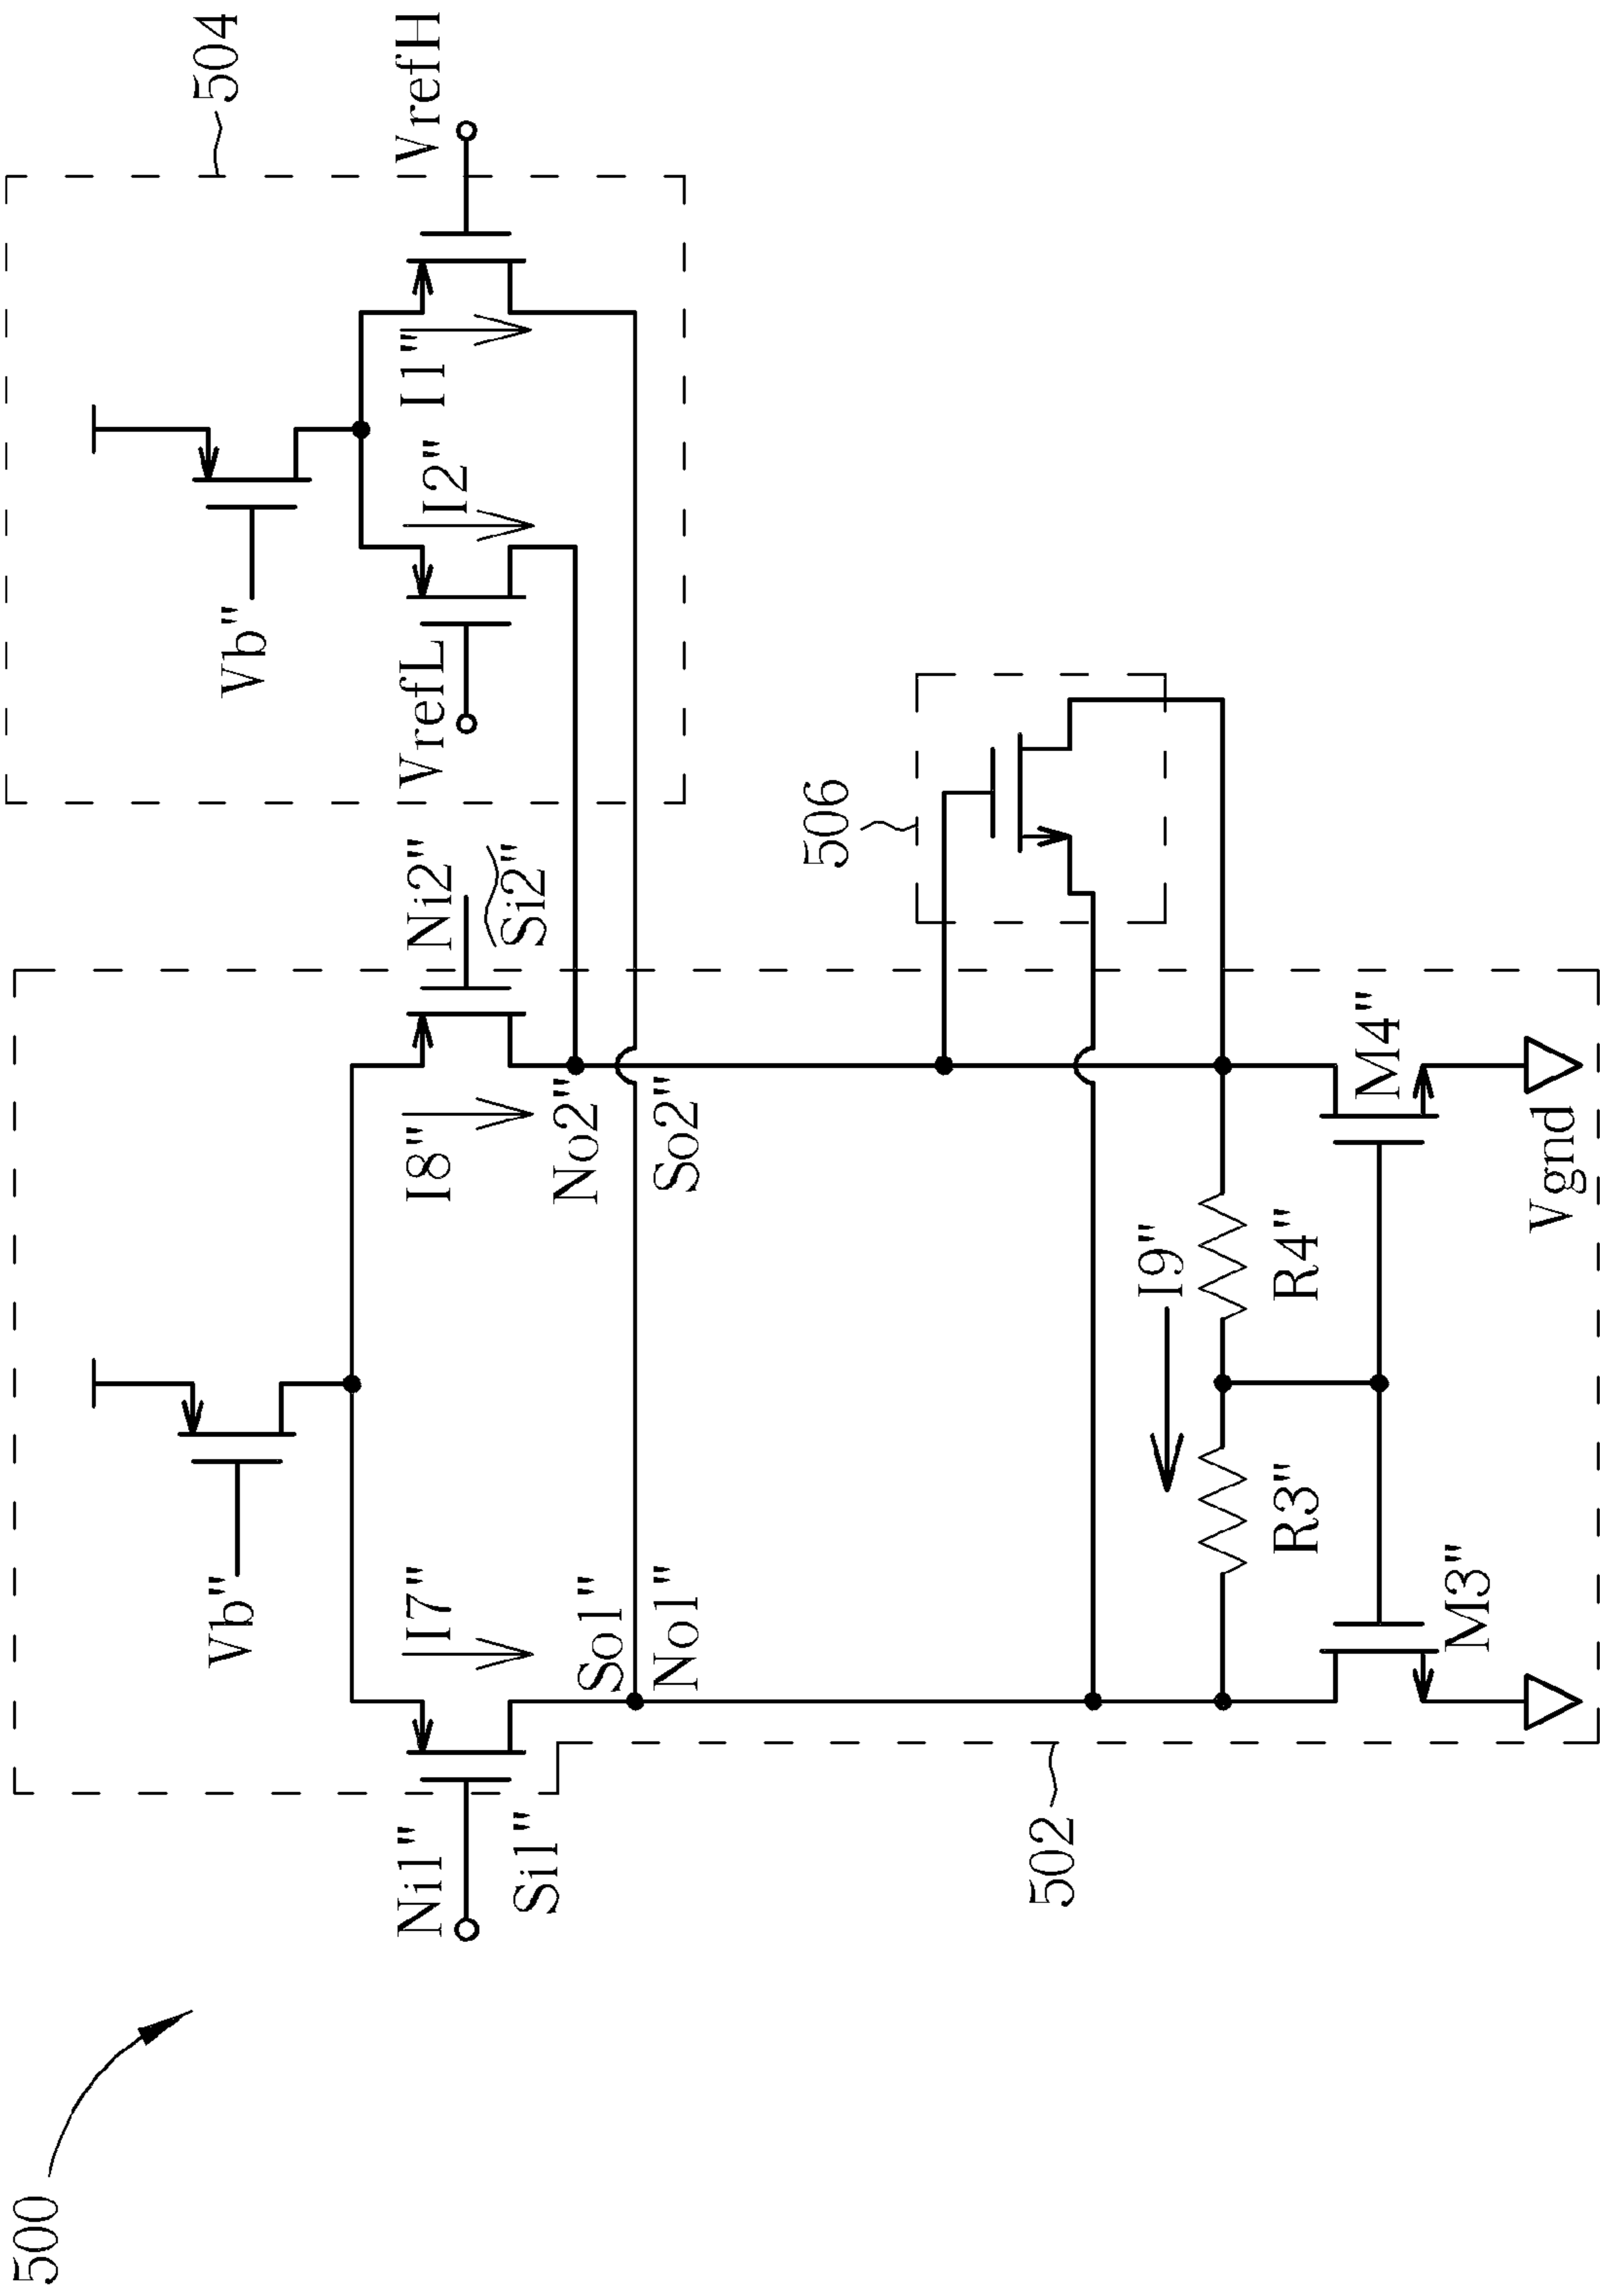 500
502
504
506
Vb"
Vb"
VrefL
VrefH
I2"
I1"
Ni1"
Si1"
I7"
I8"
Ni2"
Si2"
So1"
No1"
No2"
So2"
I9"
R3"
R4"
M3"
M4"
Vgnd